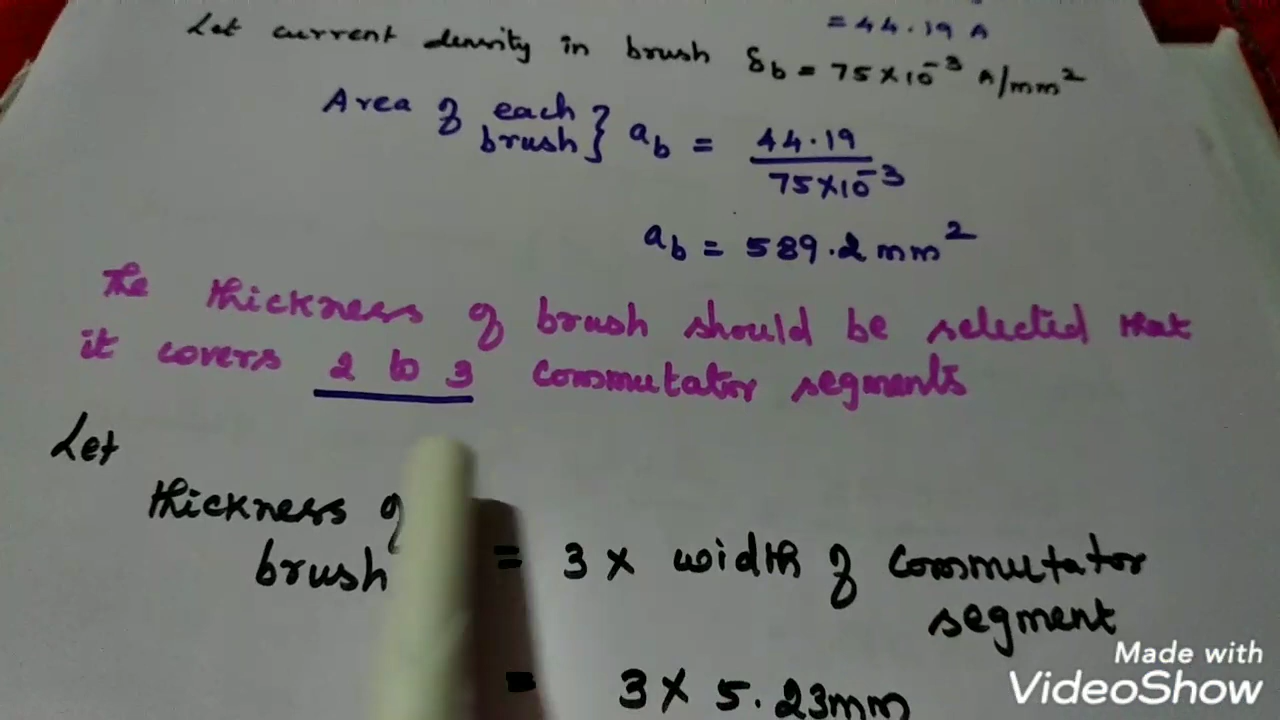 = 44.19 A
Let current density in brush δb = 75×10⁻³ A/mm²
Area of each brush } ab = 44.19 / 75×10⁻³
ab = 589.2 mm²
The thickness of brush should be selected that
it covers 2 to 3 commutator segments
Let
thickness of
brush = 3 × width of commutator
segment
= 3 × 5.23mm
Made with
VideoShow